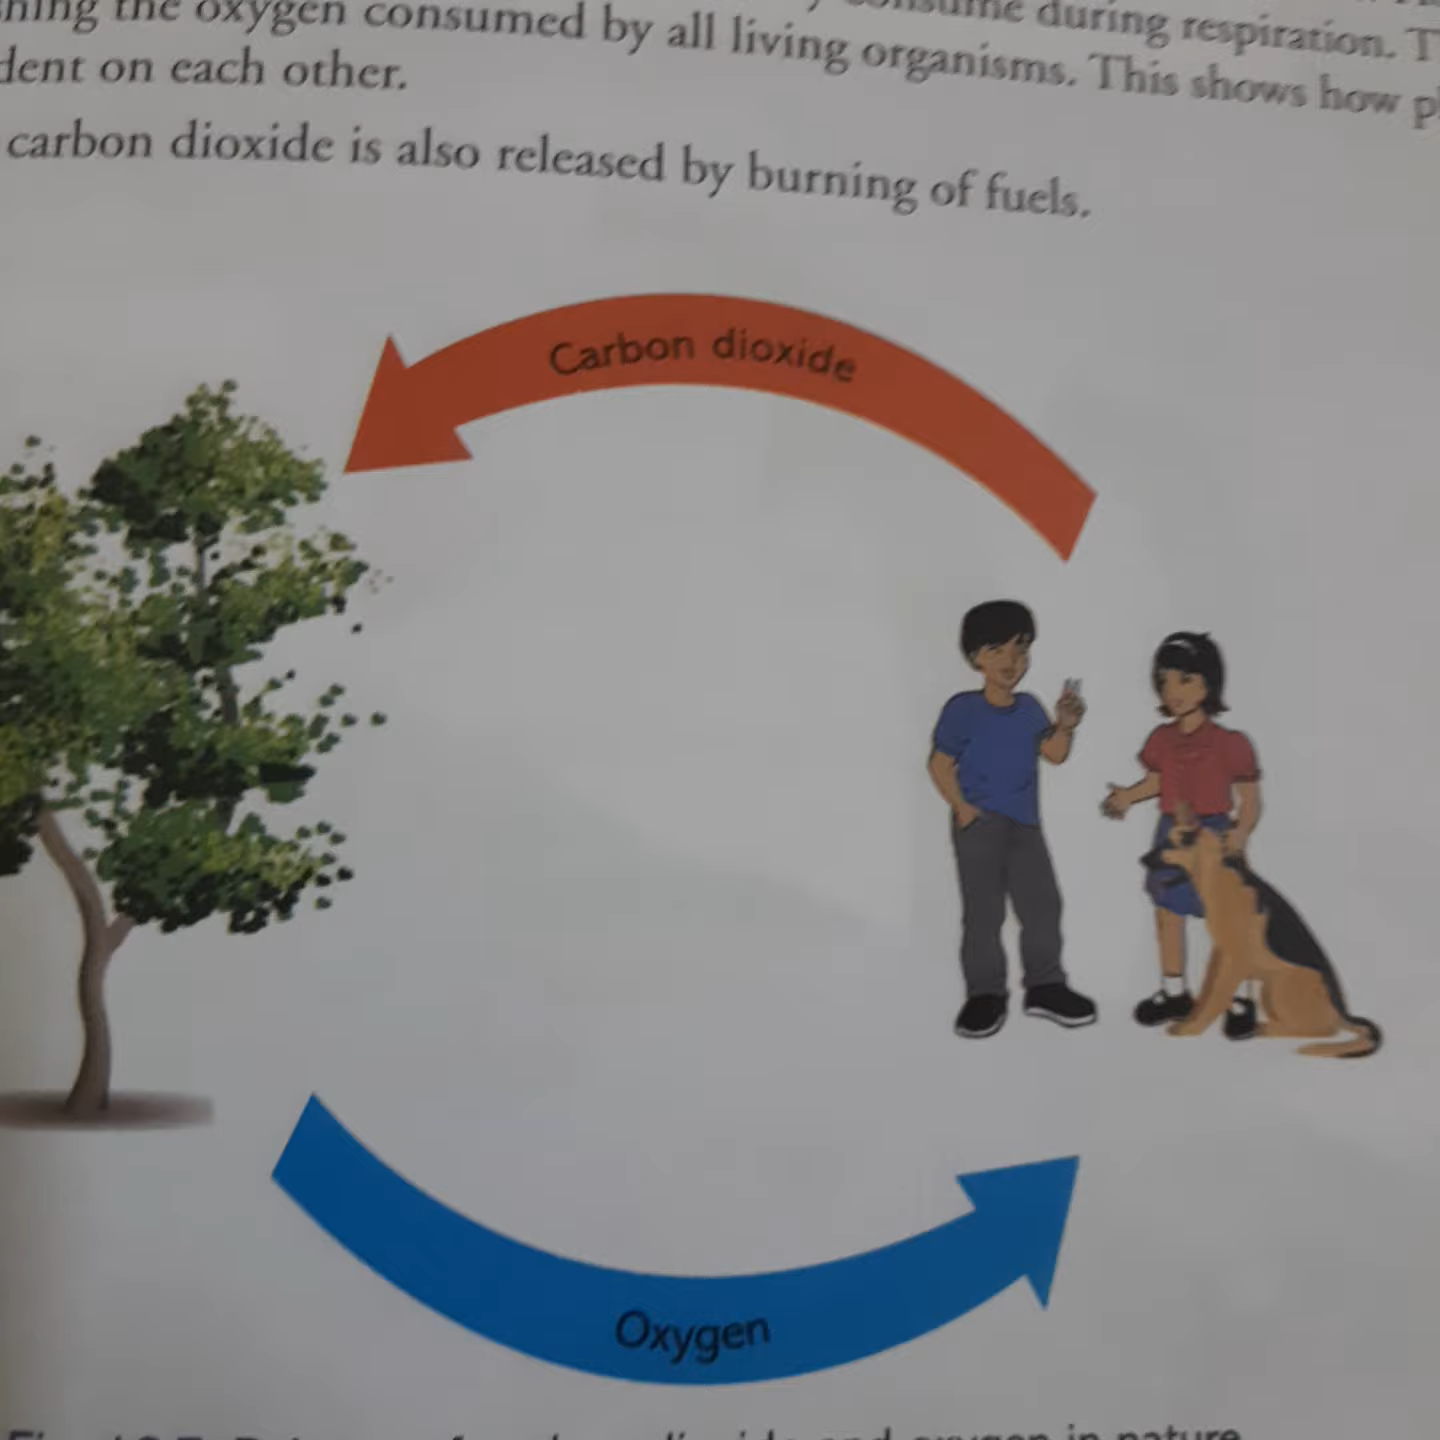 the oxygen consumed by all living organisms. This shows how
consume during respiration.
dent on each other.
carbon dioxide is also released by burning of fuels.
Carbon dioxide
Oxygen